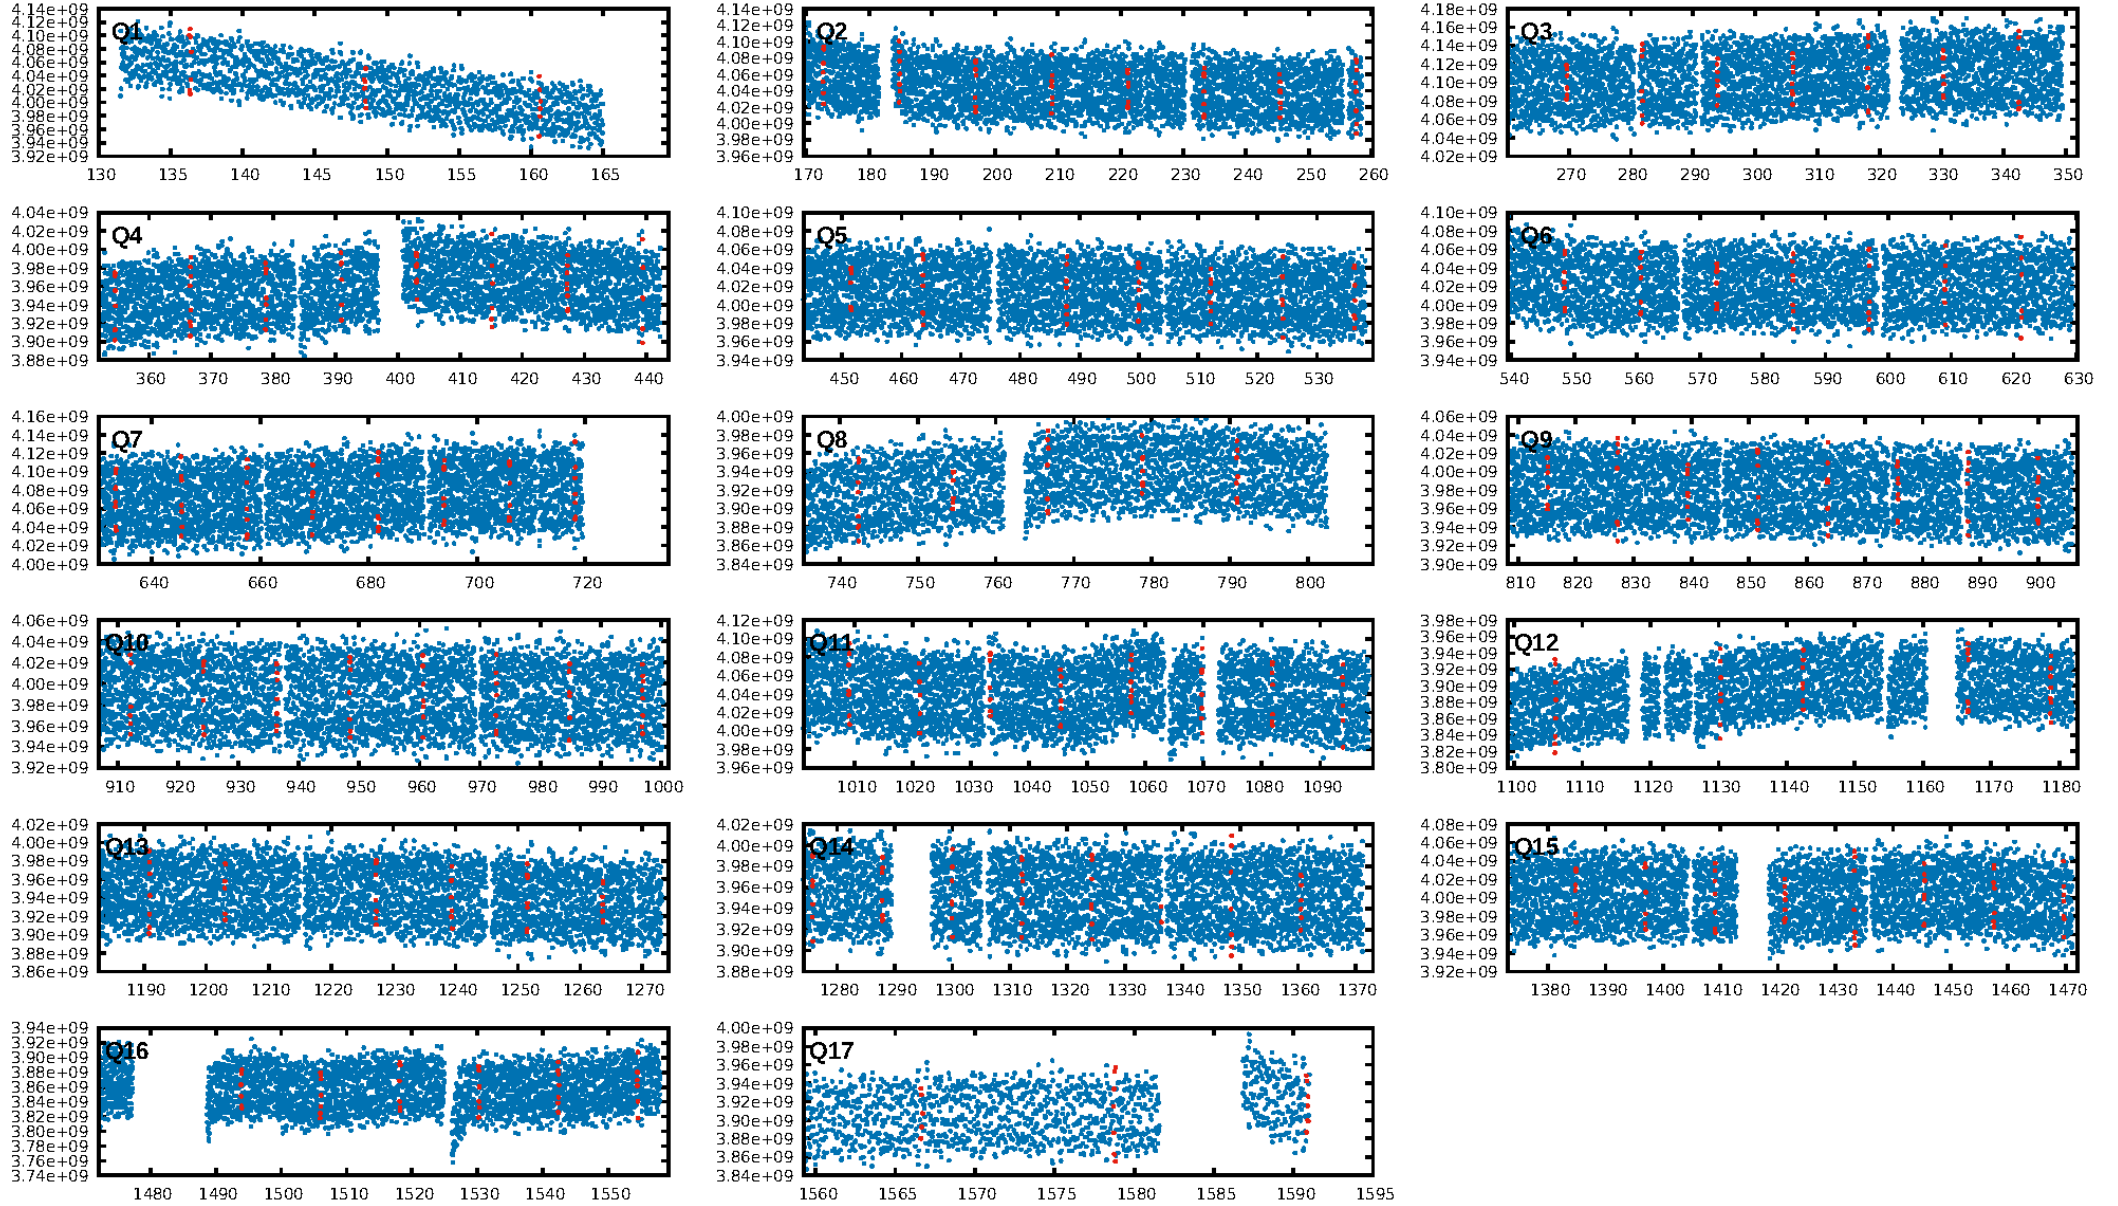 4.14e+09
4.12e+09
4.10e+09
4.08e+09
4.06e+09
4.04e+09
4.02e+09
4.00e+09
3.98e+09
3.96e+09
3.94e+09
3.92e+09
Q1
130 135 140 145 150 155 160 165
4.14e+09
4.12e+09
4.10e+09
4.08e+09
4.06e+09
4.04e+09
4.02e+09
4.00e+09
3.98e+09
3.96e+09
Q2
170 180 190 200 210 220 230 240 250 260
4.18e+09
4.16e+09
4.14e+09
4.12e+09
4.10e+09
4.08e+09
4.06e+09
4.04e+09
4.02e+09
Q3
270 280 290 300 310 320 330 340 350
4.04e+09
4.02e+09
4.00e+09
3.98e+09
3.96e+09
3.94e+09
3.92e+09
3.90e+09
3.88e+09
Q4
360 370 380 390 400 410 420 430 440
4.10e+09
4.08e+09
4.06e+09
4.04e+09
4.02e+09
4.00e+09
3.98e+09
3.96e+09
3.94e+09
Q5
450 460 470 480 490 500 510 520 530
4.10e+09
4.08e+09
4.06e+09
4.04e+09
4.02e+09
4.00e+09
3.98e+09
3.96e+09
3.94e+09
Q6
540 550 560 570 580 590 600 610 620 630
4.16e+09
4.14e+09
4.12e+09
4.10e+09
4.08e+09
4.06e+09
4.04e+09
4.02e+09
4.00e+09
Q7
640 660 680 700 720
4.00e+09
3.98e+09
3.96e+09
3.94e+09
3.92e+09
3.90e+09
3.88e+09
3.86e+09
3.84e+09
Q8
740 750 760 770 780 790 800
4.06e+09
4.04e+09
4.02e+09
4.00e+09
3.98e+09
3.96e+09
3.94e+09
3.92e+09
3.90e+09
Q9
810 820 830 840 850 860 870 880 890 900
4.06e+09
4.04e+09
4.02e+09
4.00e+09
3.98e+09
3.96e+09
3.94e+09
3.92e+09
Q10
910 920 930 940 950 960 970 980 990 1000
4.12e+09
4.10e+09
4.08e+09
4.06e+09
4.04e+09
4.02e+09
4.00e+09
3.98e+09
3.96e+09
Q11
1010 1020 1030 1040 1050 1060 1070 1080 1090
3.98e+09
3.96e+09
3.94e+09
3.92e+09
3.90e+09
3.88e+09
3.86e+09
3.84e+09
3.82e+09
3.80e+09
Q12
1100 1110 1120 1130 1140 1150 1160 1170 1180
4.02e+09
4.00e+09
3.98e+09
3.96e+09
3.94e+09
3.92e+09
3.90e+09
3.88e+09
3.86e+09
Q13
1190 1200 1210 1220 1230 1240 1250 1260 1270
4.02e+09
4.00e+09
3.98e+09
3.96e+09
3.94e+09
3.92e+09
3.90e+09
3.88e+09
Q14
1280 1290 1300 1310 1320 1330 1340 1350 1360 1370
4.08e+09
4.06e+09
4.04e+09
4.02e+09
4.00e+09
3.98e+09
3.96e+09
3.94e+09
3.92e+09
Q15
1380 1390 1400 1410 1420 1430 1440 1450 1460 1470
3.94e+09
3.92e+09
3.90e+09
3.88e+09
3.86e+09
3.84e+09
3.82e+09
3.80e+09
3.78e+09
3.76e+09
3.74e+09
Q16
1480 1490 1500 1510 1520 1530 1540 1550
4.00e+09
3.98e+09
3.96e+09
3.94e+09
3.92e+09
3.90e+09
3.88e+09
3.86e+09
3.84e+09
Q17
1560 1565 1570 1575 1580 1585 1590 1595